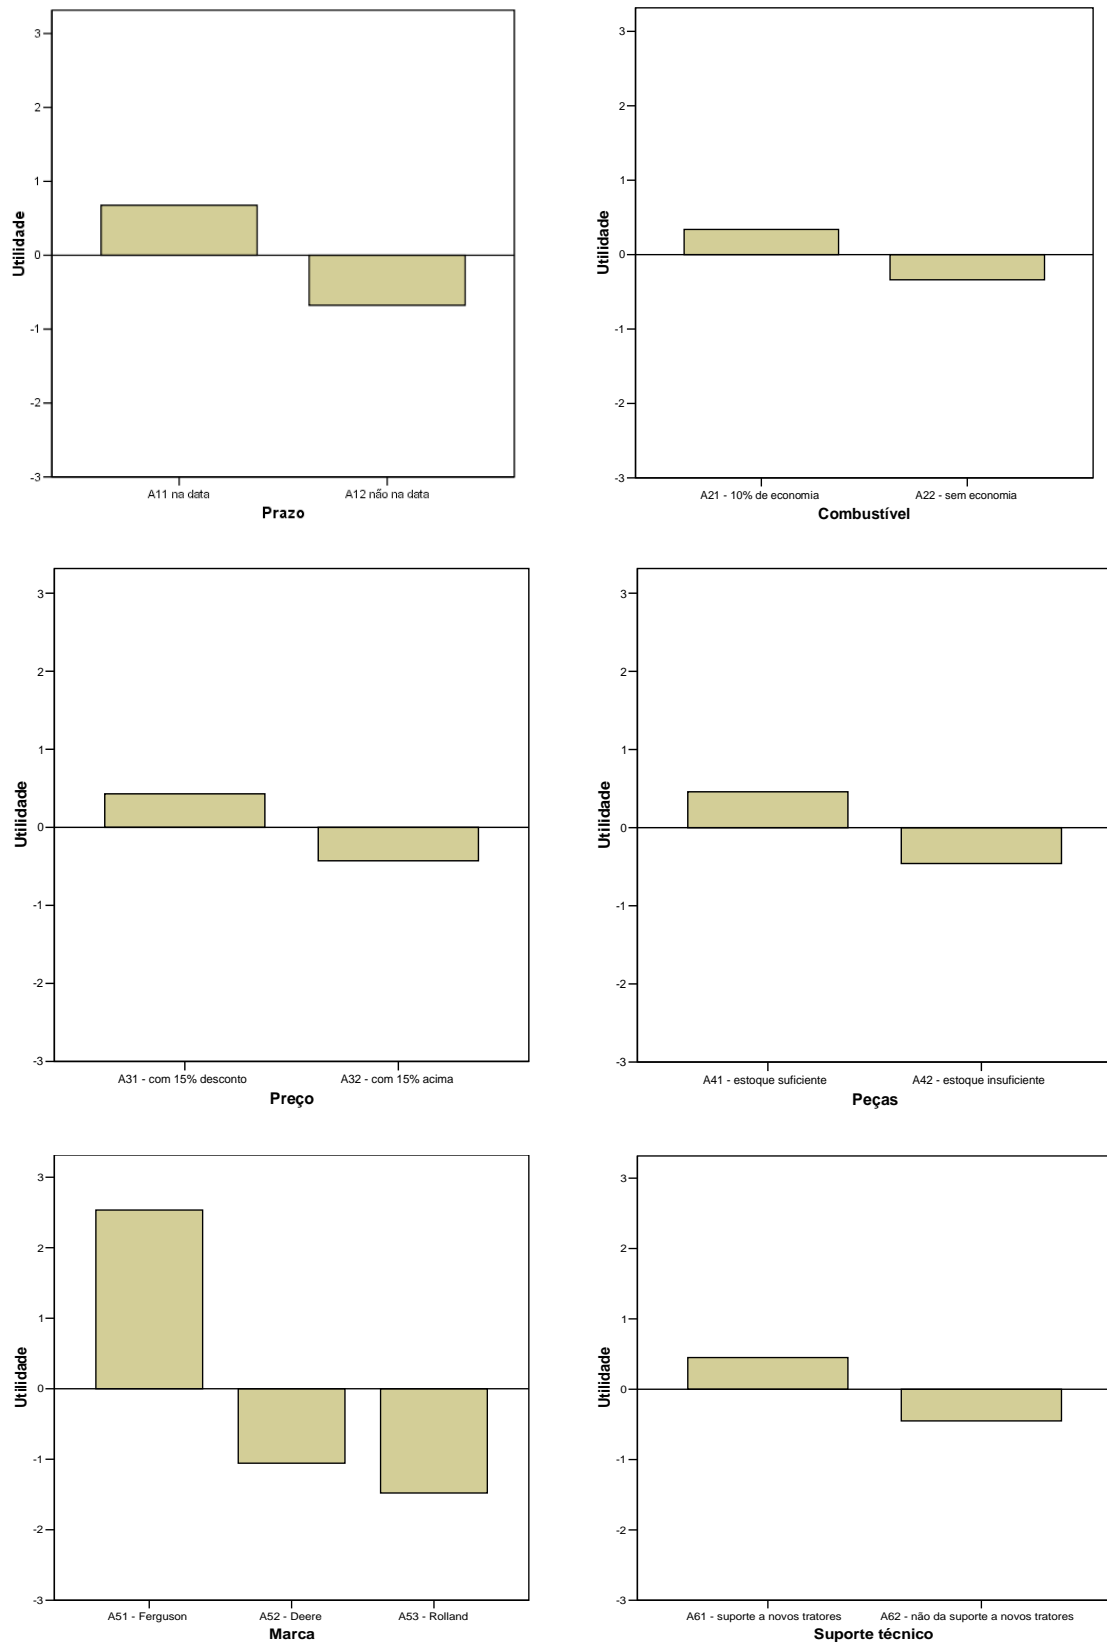 3
2
1
0
-1
-2
-3
Utilidade
A11 na data
A12 não na data
Prazo
3
2
1
0
-1
-2
-3
Utilidade
A21 - 10% de economia
A22 - sem economia
Combustível
3
2
1
0
-1
-2
-3
Utilidade
A31 - com 15% desconto
A32 - com 15% acima
Preço
3
2
1
0
-1
-2
-3
Utilidade
A41 - estoque suficiente
A42 - estoque insuficiente
Peças
3
2
1
0
-1
-2
-3
Utilidade
A51 - Ferguson
A52 - Deere
A53 - Rolland
Marca
3
2
1
0
-1
-2
-3
Utilidade
A61 - suporte a novos tratores
A62 - não da suporte a novos tratores
Suporte técnico